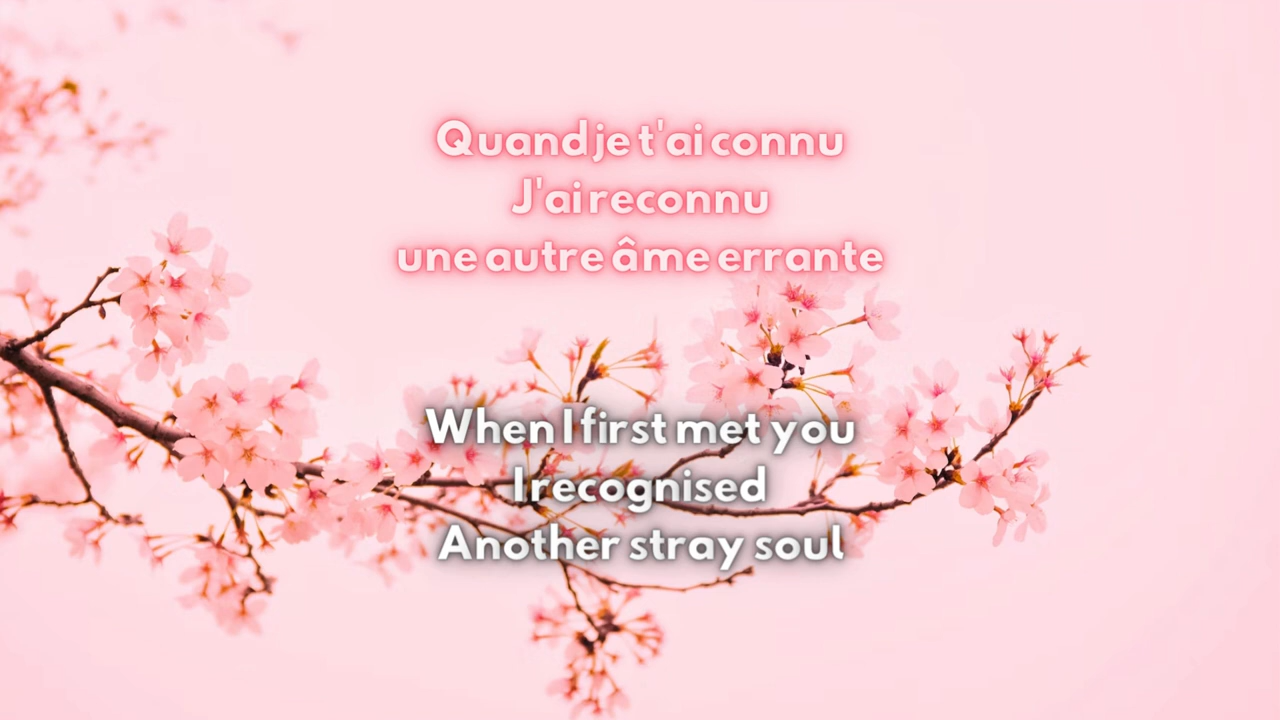 Quand je t'ai connu
J'ai reconnu
une autre âme errante
When I first met you
I recognised
Another stray soul